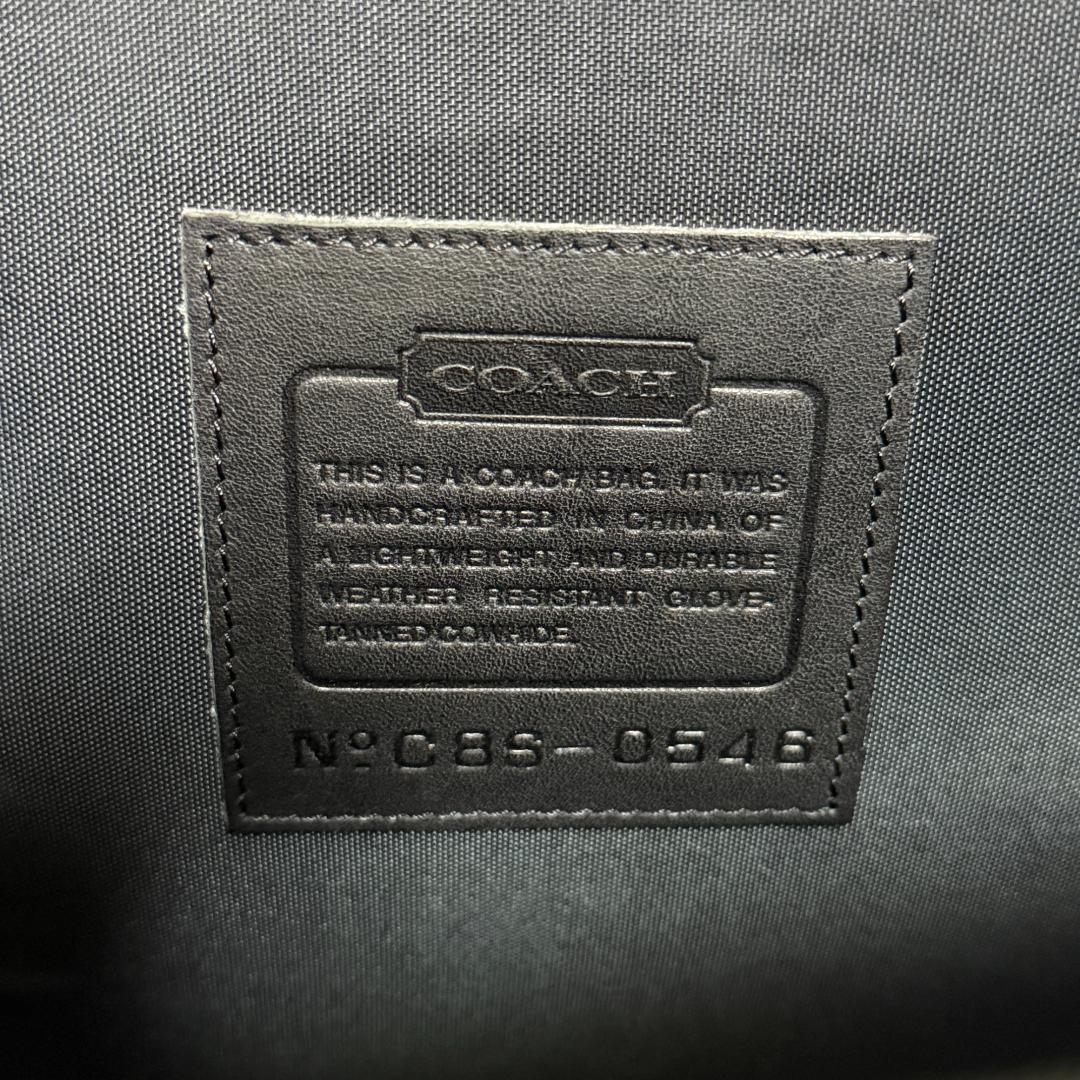 COACH
THIS IS A COACH BAG. IT WAS
HANDCRAFTED IN CHINA OF
A LIGHTWEIGHT AND DURABLE
WEATHER RESISTANT GLOVE-
TANNED COWHIDE.
Nº C8S-0546